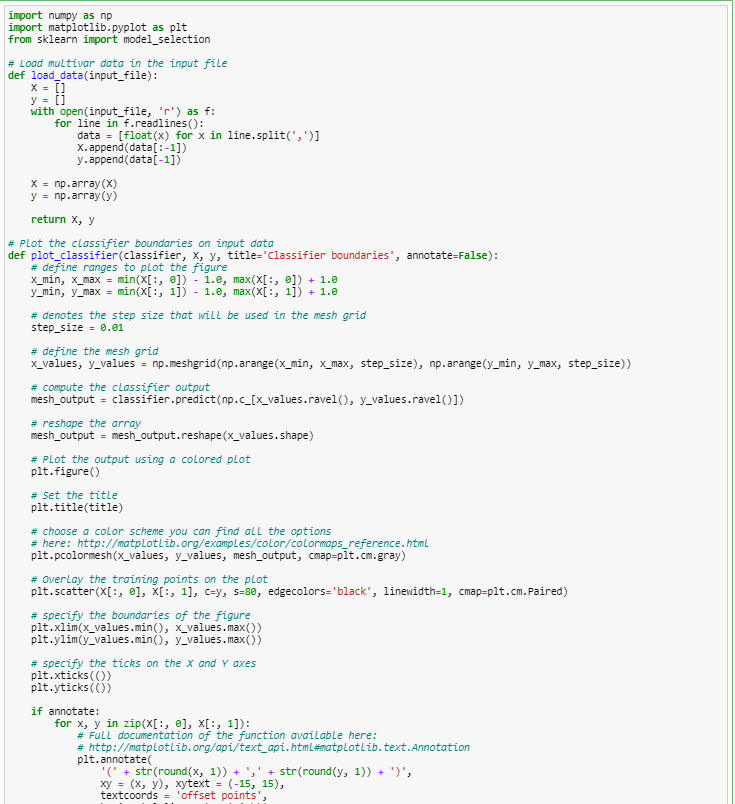 import numpy as np
import matplotlib.pyplot as plt
from sklearn import model_selection
# Load multivar data in the input file
def load_data(input_file):
X = []
y = []
with open(input_file, 'r') as f:
for line in f.readlines():
data = [float(x) for x in line.split(',')]
X.append(data[:-1])
y.append(data[-1])
X = np.array(X)
y = np.array(y)
return X, y
# Plot the classifier boundaries on input data
def plot_classifier(classifier, X, y, title='Classifier boundaries', annotate=False):
# define ranges to plot the figure
x_min, x_max = min(X[:, 0]) - 1.0, max(X[:, 0]) + 1.0
y_min, y_max = min(X[:, 1]) - 1.0, max(X[:, 1]) + 1.0
# denotes the step size that will be used in the mesh grid
step_size = 0.01
# define the mesh grid
x_values, y_values = np.meshgrid(np.arange(x_min, x_max, step_size), np.arange(y_min, y_max, step_size))
# compute the classifier output
mesh_output = classifier.predict(np.c_[x_values.ravel(), y_values.ravel()])
# reshape the array
mesh_output = mesh_output.reshape(x_values.shape)
# Plot the output using a colored plot
plt.figure()
# Set the title
plt.title(title)
# choose a color scheme you can find all the options
# here: http://matplotlib.org/examples/color/colormaps_reference.html
plt.pcolormesh(x_values, y_values, mesh_output, cmap=plt.cm.gray)
# Overlay the training points on the plot
plt.scatter(X[:, 0], X[:, 1], c=y, s=80, edgecolors='black', linewidth=1, cmap=plt.cm.Paired)
# specify the boundaries of the figure
plt.xlim(x_values.min(), x_values.max())
plt.ylim(y_values.min(), y_values.max())
# specify the ticks on the X and Y axes
plt.xticks(())
plt.yticks(())
if annotate:
for x, y in zip(X[:, 0], X[:, 1]):
# Full documentation of the function available here:
# http://matplotlib.org/api/text_api.html#matplotlib.text.Annotation
plt.annotate(
'(' + str(round(x, 1)) + ',' + str(round(y, 1)) + ')',
xy = (x, y), xytext = (-15, 15),
textcoords = 'offset points',